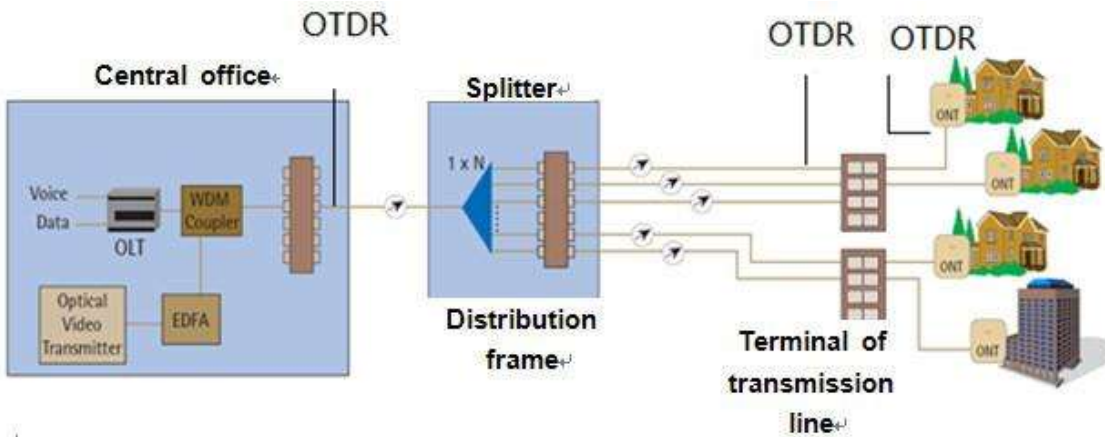 OTDR
OTDR
OTDR
Central office↵
Splitter↵
1 x N
Voice
Data
OLT
WDM
Coupler
EDFA
Optical
Video
Transmitter
Distribution
frame↵
Terminal of
transmission
line↵
ONT
ONT
ONT
ONT